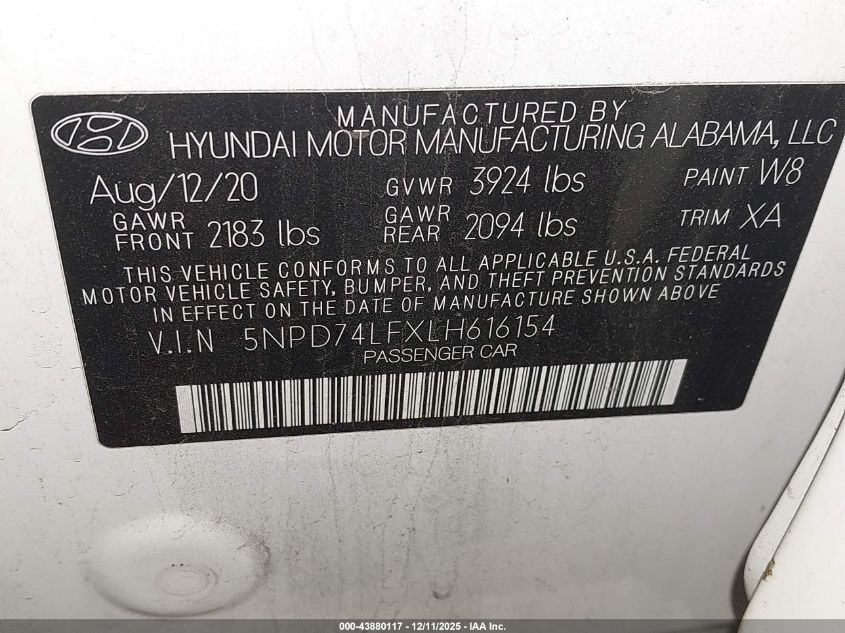 MANUFACTURED BY
HYUNDAI MOTOR MANUFACTURING ALABAMA, LLC
Aug/12/20 GVWR 3924 lbs PAINT W8
GAWR FRONT 2183 lbs GAWR REAR 2094 lbs TRIM XA
THIS VEHICLE CONFORMS TO ALL APPLICABLE U.S.A. FEDERAL
MOTOR VEHICLE SAFETY, BUMPER, AND THEFT PREVENTION STANDARDS
IN EFFECT ON THE DATE OF MANUFACTURE SHOWN ABOVE
V.I.N 5NPD74LFXLH616154
PASSENGER CAR
000-43880117 - 12/11/2025 - IAA Inc.